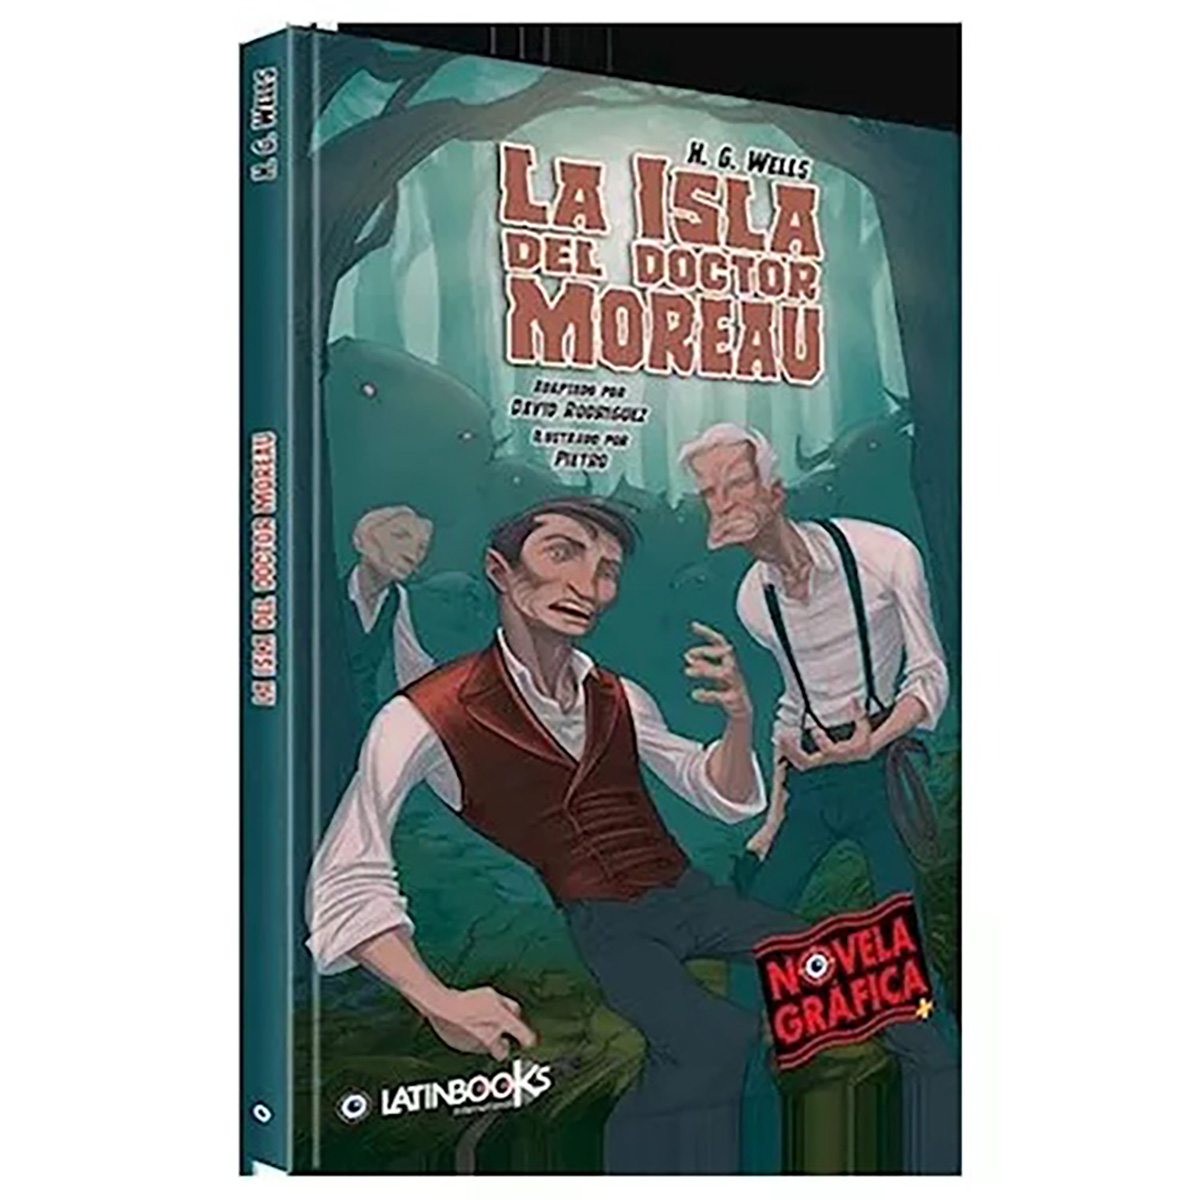 H. G. WELLS
LA ISLA
DEL DOCTOR
MOREAU
ADAPTADO POR
DAVID RODRIGUEZ
ILUSTRADO POR
PIETRO
NOVELA
GRÁFICA
LATINBOOKS
H. G. WELLS
LA ISLA DEL DOCTOR MOREAU